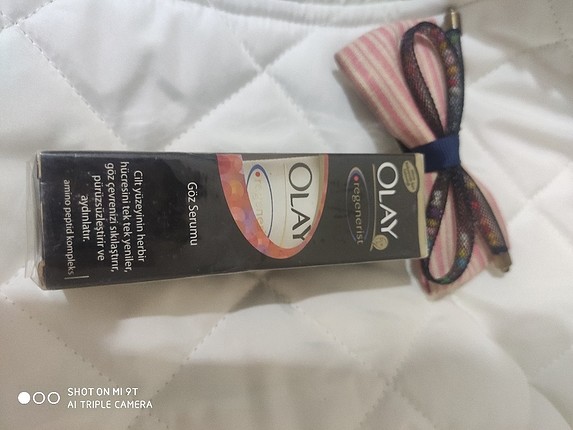 OLAY
regenerist
OLAY
Göz Serumu
Cilt yüzeyinin herbir
hücresini tek tek yeniler,
göz çevrenizi sıkılaştırır,
pürüzsüzleştirir ve
aydınlatır.
amino peptid kompleks
SHOT ON MI 9T
AI TRIPLE CAMERA